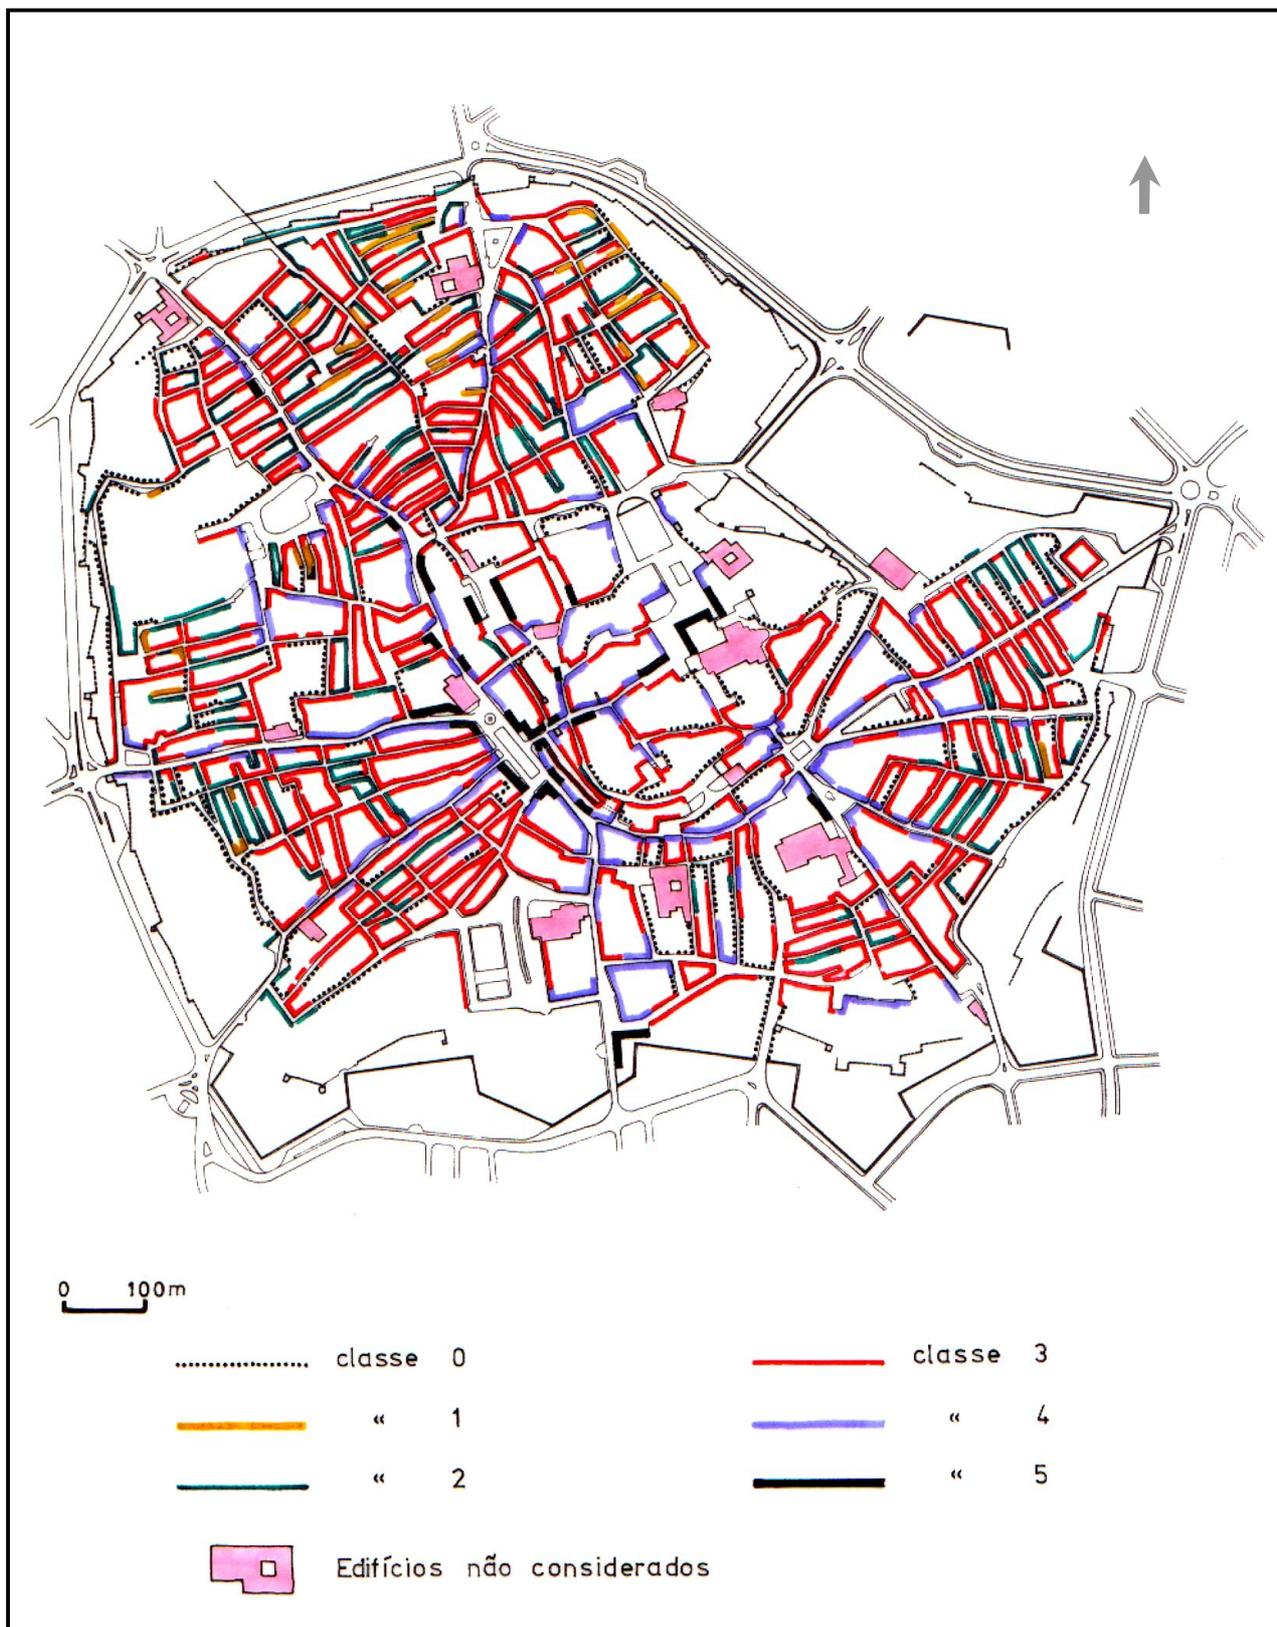 0 100m
classe 0
“ 1
“ 2
classe 3
“ 4
“ 5
Edifícios não considerados